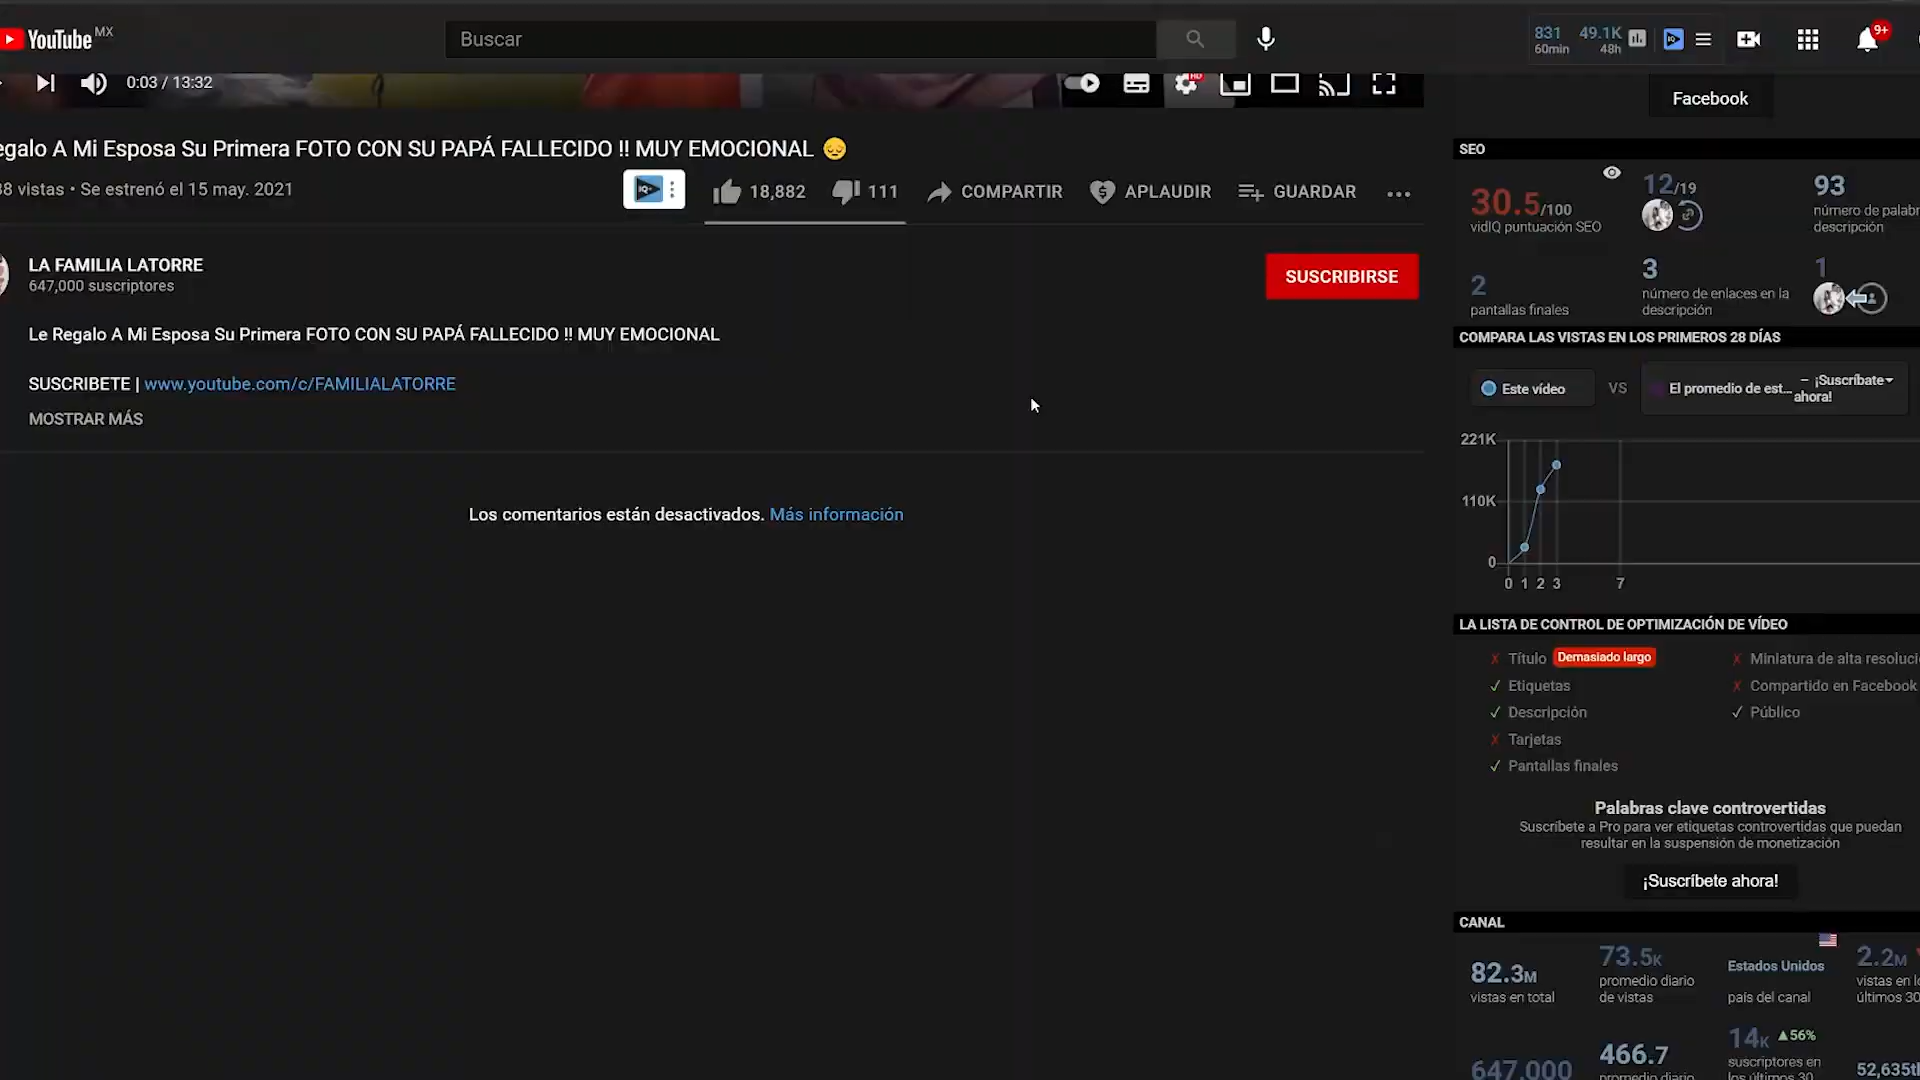 YouTube MX
Buscar
831
60min
49.1K
48h
9+
0:03 / 13:32
HD
Facebook
egalo A Mi Esposa Su Primera FOTO CON SU PAPÁ FALLECIDO !! MUY EMOCIONAL 😔
38 vistas • Se estrenó el 15 may. 2021
IQ
18,882
111
COMPARTIR
APLAUDIR
GUARDAR
LA FAMILIA LATORRE
647,000 suscriptores
SUSCRIBIRSE
Le Regalo A Mi Esposa Su Primera FOTO CON SU PAPÁ FALLECIDO !! MUY EMOCIONAL
SUSCRIBETE | www.youtube.com/c/FAMILIALATORRE
MOSTRAR MÁS
Los comentarios están desactivados. Más información
SEO
30.5/100
vidIQ puntuación SEO
12/19
93
número de palabr
descripción
2
pantallas finales
3
número de enlaces en la
descripción
1
COMPARA LAS VISTAS EN LOS PRIMEROS 28 DÍAS
Este vídeo
VS
El promedio de est...
– ¡Suscríbate
ahora!
221K
110K
0
0 1 2 3 7
LA LISTA DE CONTROL DE OPTIMIZACIÓN DE VÍDEO
✗ Título Demasiado largo
✓ Etiquetas
✓ Descripción
✗ Tarjetas
✓ Pantallas finales
✗ Miniatura de alta resoluci
✗ Compartido en Facebook
✓ Público
Palabras clave controvertidas
Suscríbete a Pro para ver etiquetas controvertidas que puedan
resultar en la suspensión de monetización
¡Suscríbete ahora!
CANAL
82.3M
vistas en total
73.5K
promedio diario
de vistas
Estados Unidos
país del canal
2.2M
vistas en l
últimos 30
647,000
466.7
promedio diario
14K ▲56%
suscriptores en
los últimos 30
52,635t